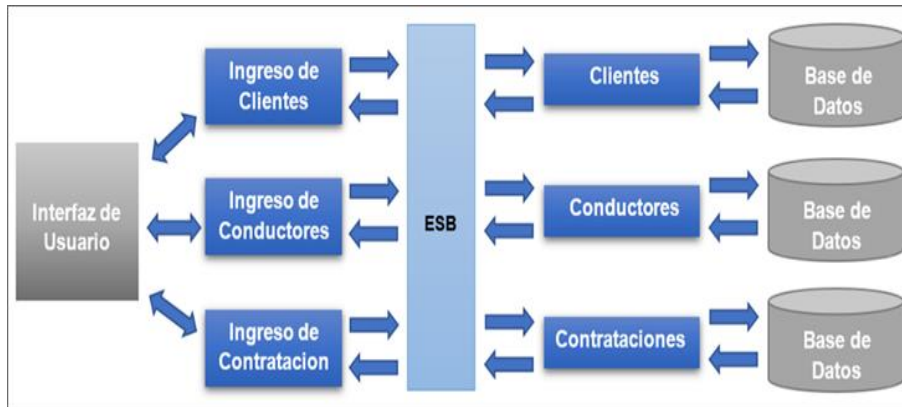 Ingreso de
Clientes
Clientes
Base de
Datos
Interfaz de
Usuario
Ingreso de
Conductores
ESB
Conductores
Base de
Datos
Ingreso de
Contratacion
Contrataciones
Base de
Datos